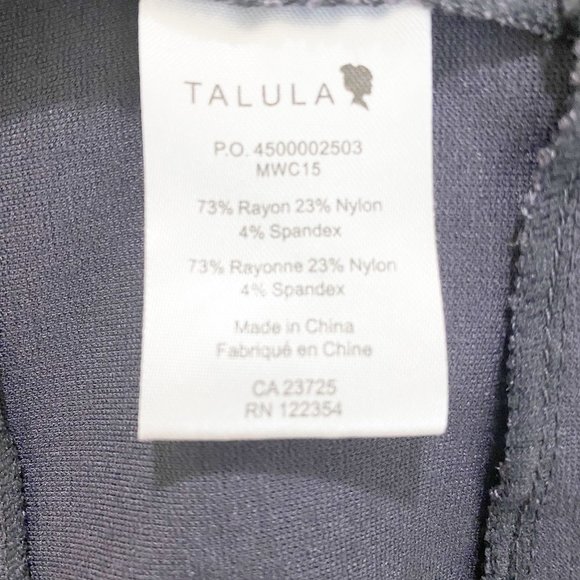 TALULA
P.O. 4500002503
MWC15
73% Rayon 23% Nylon
4% Spandex
73% Rayonne 23% Nylon
4% Spandex
Made in China
Fabriqué en Chine
CA 23725
RN 122354